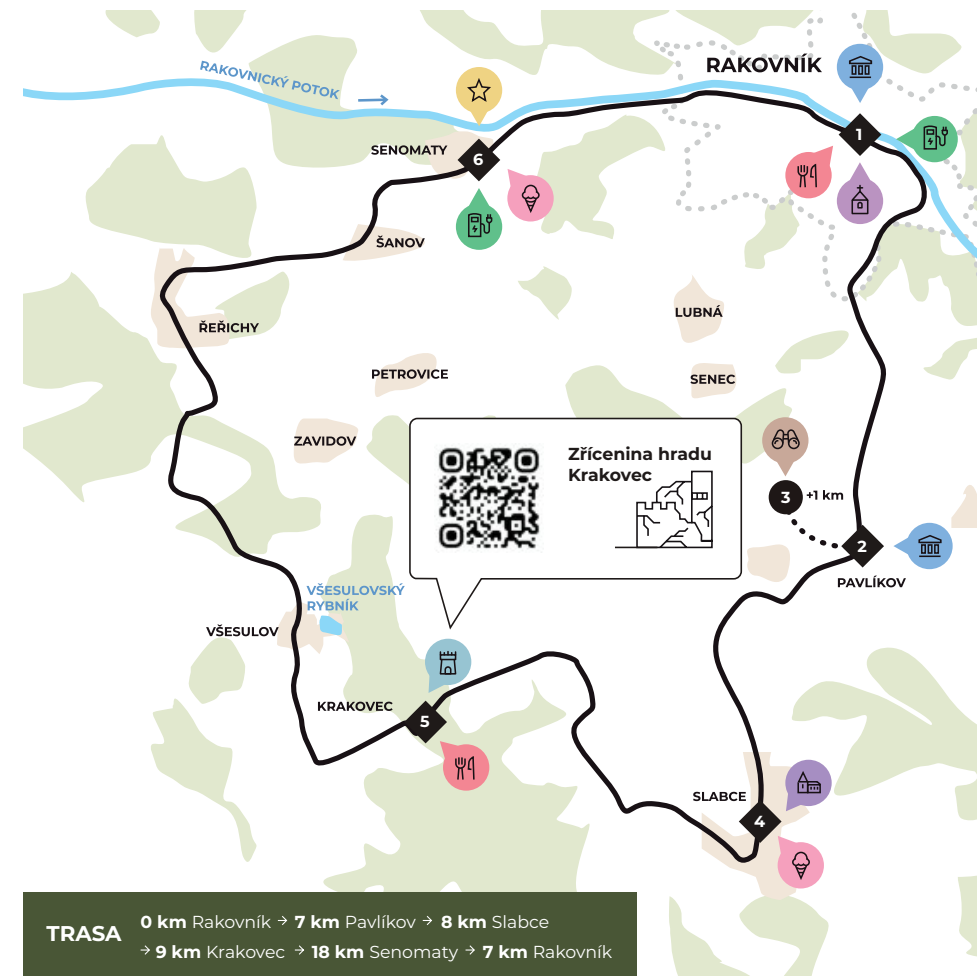 RAKOVNÍK
RAKOVNICKÝ POTOK
1
SENOMATY
6
ŠANOV
LUBNÁ
ŘEŘICHY
PETROVICE
SENEC
ZAVIDOV
Zřícenina hradu
Krakovec
3 +1 km
2
PAVLÍKOV
VŠESULOVSKÝ
RYBNÍK
VŠESULOV
KRAKOVEC
5
SLABCE
4
TRASA
0 km Rakovník → 7 km Pavlíkov → 8 km Slabce
→ 9 km Krakovec → 18 km Senomaty → 7 km Rakovník